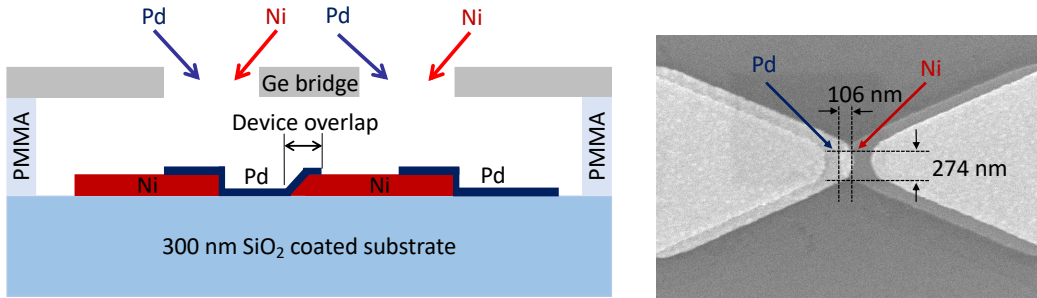 Pd
Ni
Pd
Ni
Ge bridge
Device overlap
PMMA
PMMA
Ni
Pd
Ni
Pd
300 nm SiO₂ coated substrate
Pd
Ni
106 nm
274 nm